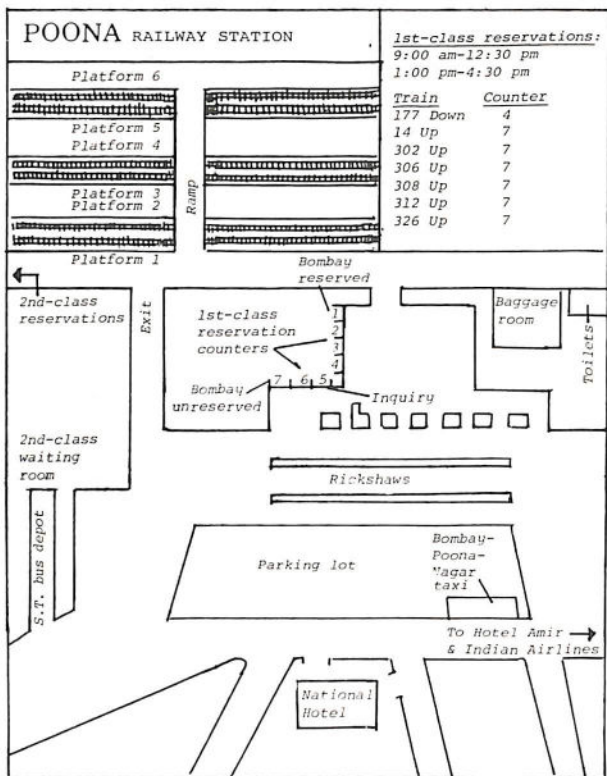 POONA RAILWAY STATION
1st-class reservations:
9:00 am-12:30 pm
1:00 pm-4:30 pm
Train Counter
177 Down 4
14 Up 7
302 Up 7
306 Up 7
308 Up 7
312 Up 7
326 Up 7
Platform 6
Platform 5
Platform 4
Ramp
Platform 3
Platform 2
Platform 1
2nd-class
reservations
Exit
Bombay
reserved
1st-class
reservation
counters
1
2
3
4
7 6 5
Bombay
unreserved
Inquiry
Baggage
room
Toilets
2nd-class
waiting
room
Rickshaws
S.T. bus depot
Parking lot
Bombay-
Poona-
Nagar
taxi
To Hotel Amir
& Indian Airlines
National
Hotel